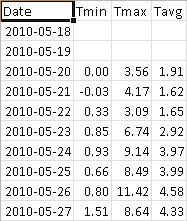 Date Tmin Tmax Tavg
2010-05-18
2010-05-19
2010-05-20 0.00 3.56 1.91
2010-05-21 -0.03 4.17 1.62
2010-05-22 0.33 3.09 1.65
2010-05-23 0.85 6.74 2.92
2010-05-24 0.93 9.14 3.97
2010-05-25 0.66 8.49 3.99
2010-05-26 0.80 11.42 4.58
2010-05-27 1.51 8.64 4.33